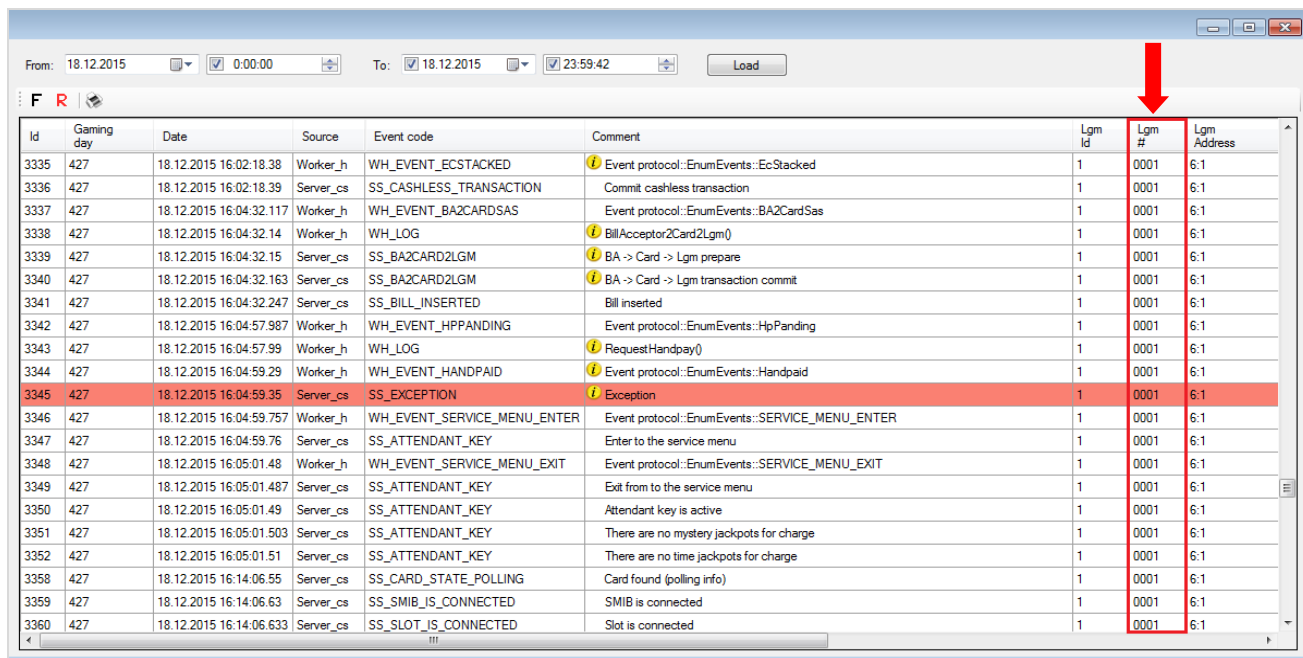 From: 18.12.2015 0:00:00 To: 18.12.2015 23:59:42 Load
F R
Id Gaming day Date Source Event code Comment Lgm Id Lgm # Lgm Address
3335 427 18.12.2015 16:02:18.38 Worker_h WH_EVENT_ECSTACKED Event protocol::EnumEvents::EcStacked 1 0001 6:1
3336 427 18.12.2015 16:02:18.39 Server_cs SS_CASHLESS_TRANSACTION Commit cashless transaction 1 0001 6:1
3337 427 18.12.2015 16:04:32.117 Worker_h WH_EVENT_BA2CARDSAS Event protocol::EnumEvents::BA2CardSas 1 0001 6:1
3338 427 18.12.2015 16:04:32.14 Worker_h WH_LOG BillAcceptor2Card2Lgm() 1 0001 6:1
3339 427 18.12.2015 16:04:32.15 Server_cs SS_BA2CARD2LGM BA -> Card -> Lgm prepare 1 0001 6:1
3340 427 18.12.2015 16:04:32.163 Server_cs SS_BA2CARD2LGM BA -> Card -> Lgm transaction commit 1 0001 6:1
3341 427 18.12.2015 16:04:32.247 Server_cs SS_BILL_INSERTED Bill inserted 1 0001 6:1
3342 427 18.12.2015 16:04:57.987 Worker_h WH_EVENT_HPPANDING Event protocol::EnumEvents::HpPanding 1 0001 6:1
3343 427 18.12.2015 16:04:57.99 Worker_h WH_LOG RequestHandpay() 1 0001 6:1
3344 427 18.12.2015 16:04:59.29 Worker_h WH_EVENT_HANDPAID Event protocol::EnumEvents::Handpaid 1 0001 6:1
3345 427 18.12.2015 16:04:59.35 Server_cs SS_EXCEPTION Exception 1 0001 6:1
3346 427 18.12.2015 16:04:59.757 Worker_h WH_EVENT_SERVICE_MENU_ENTER Event protocol::EnumEvents::SERVICE_MENU_ENTER 1 0001 6:1
3347 427 18.12.2015 16:04:59.76 Server_cs SS_ATTENDANT_KEY Enter to the service menu 1 0001 6:1
3348 427 18.12.2015 16:05:01.48 Worker_h WH_EVENT_SERVICE_MENU_EXIT Event protocol::EnumEvents::SERVICE_MENU_EXIT 1 0001 6:1
3349 427 18.12.2015 16:05:01.487 Server_cs SS_ATTENDANT_KEY Exit from to the service menu 1 0001 6:1
3350 427 18.12.2015 16:05:01.49 Server_cs SS_ATTENDANT_KEY Attendant key is active 1 0001 6:1
3351 427 18.12.2015 16:05:01.503 Server_cs SS_ATTENDANT_KEY There are no mystery jackpots for charge 1 0001 6:1
3352 427 18.12.2015 16:05:01.51 Server_cs SS_ATTENDANT_KEY There are no time jackpots for charge 1 0001 6:1
3358 427 18.12.2015 16:14:06.55 Server_cs SS_CARD_STATE_POLLING Card found (polling info) 1 0001 6:1
3359 427 18.12.2015 16:14:06.63 Server_cs SS_SMIB_IS_CONNECTED SMIB is connected 1 0001 6:1
3360 427 18.12.2015 16:14:06.633 Server_cs SS_SLOT_IS_CONNECTED Slot is connected 1 0001 6:1